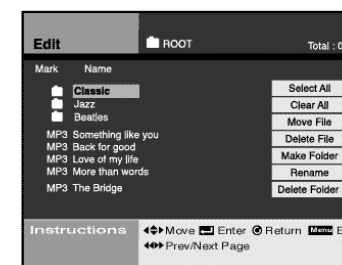 Edit ROOT Total :
Mark Name
Classic Select All
Jazz Clear All
Beatles Move File
MP3 Something like you Delete File
MP3 Back for good Make Folder
MP3 Love of my life Rename
MP3 More than words Delete Folder
MP3 The Bridge
Instructions Move Enter Return Menu E
Prev/Next Page